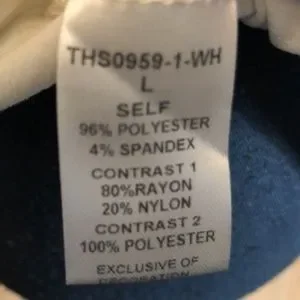 THS0959-1-WH
L
SELF
96% POLYESTER
4% SPANDEX
CONTRAST 1
80%RAYON
20% NYLON
CONTRAST 2
100% POLYESTER
EXCLUSIVE OF
DECORATION